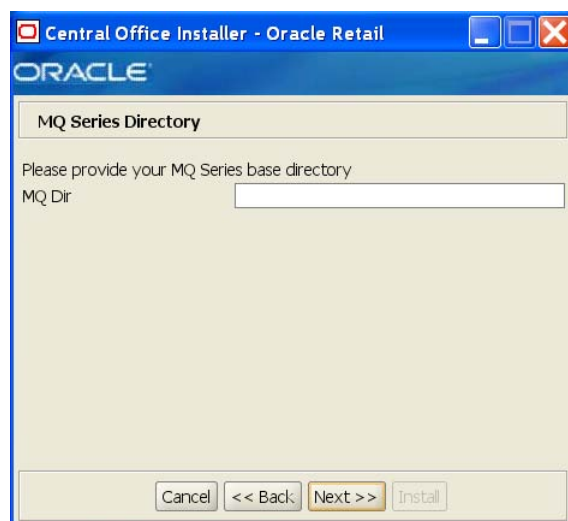 Central Office Installer - Oracle Retail
ORACLE
MQ Series Directory
Please provide your MQ Series base directory
MQ Dir
Cancel << Back Next >> Install